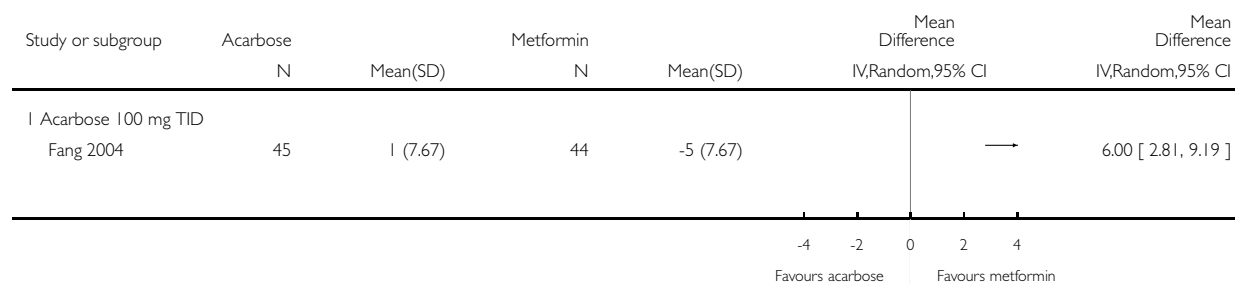 Study or subgroup Acarbose Metformin Mean Difference Mean Difference
N Mean(SD) N Mean(SD) IV,Random,95% CI IV,Random,95% CI
1 Acarbose 100 mg TID
Fang 2004 45 1 (7.67) 44 -5 (7.67) 6.00 [ 2.81, 9.19 ]
-4 -2 0 2 4
Favours acarbose Favours metformin